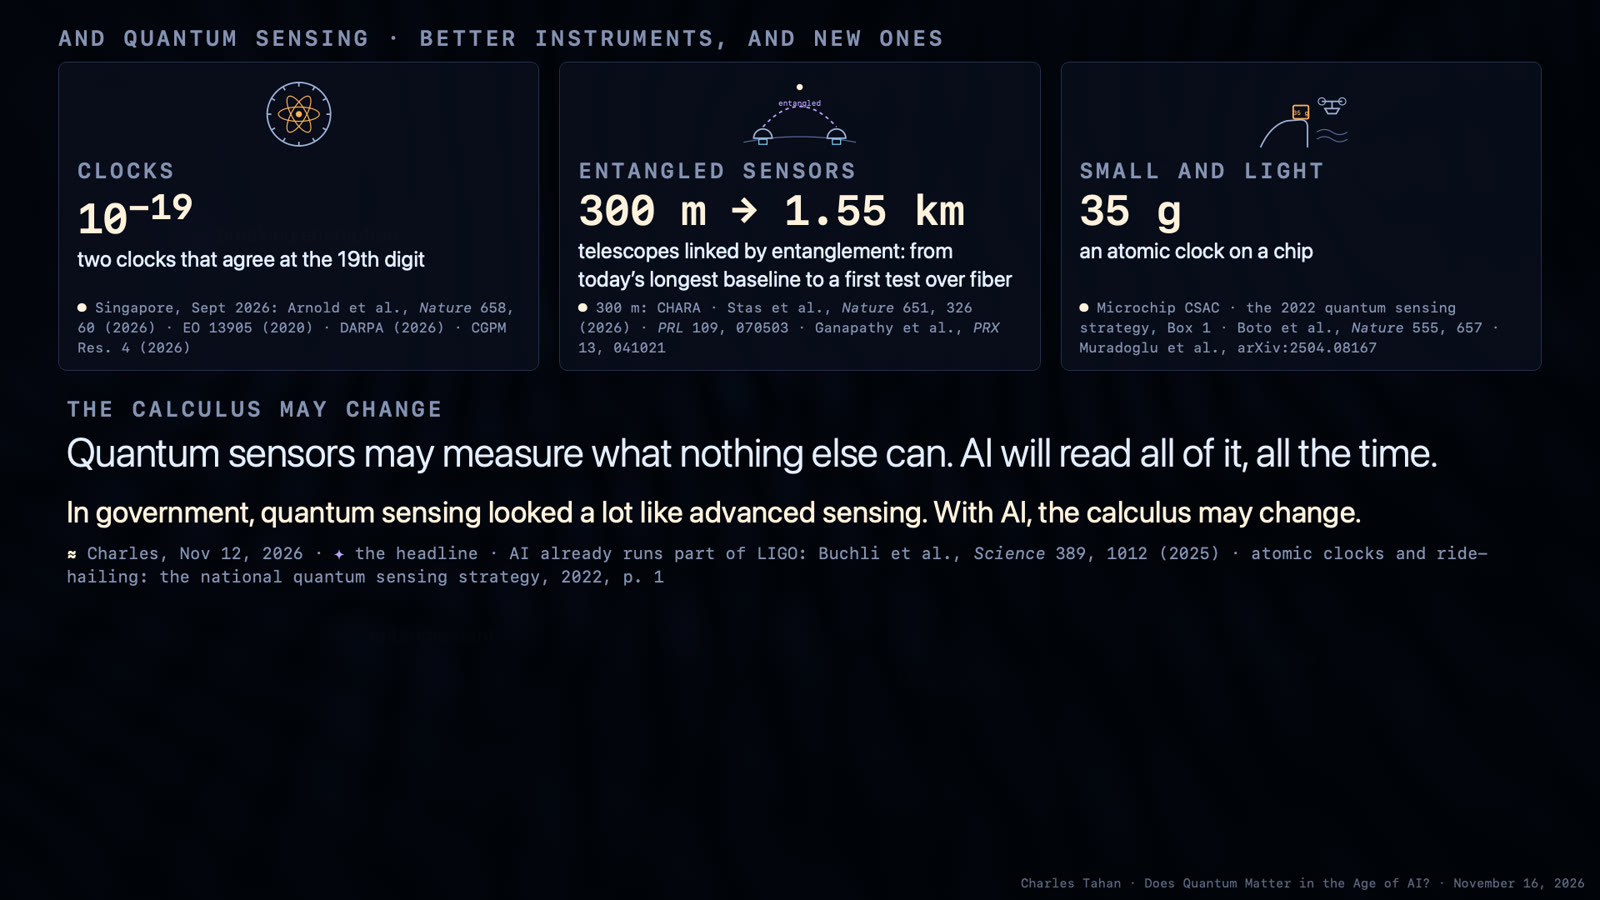 AND QUANTUM SENSING · BETTER INSTRUMENTS, AND NEW ONES
CLOCKS
10⁻¹⁹
two clocks that agree at the 19th digit
● Singapore, Sept 2026: Arnold et al., Nature 658,
60 (2026) · EO 13905 (2020) · DARPA (2026) · CGPM
Res. 4 (2026)
entangled
ENTANGLED SENSORS
300 m → 1.55 km
telescopes linked by entanglement: from
today’s longest baseline to a first test over fiber
● 300 m: CHARA · Stas et al., Nature 651, 326
(2026) · PRL 109, 070503 · Ganapathy et al., PRX
13, 041021
35 g
SMALL AND LIGHT
35 g
an atomic clock on a chip
● Microchip CSAC · the 2022 quantum sensing
strategy, Box 1 · Boto et al., Nature 555, 657 ·
Muradoglu et al., arXiv:2504.08167
THE CALCULUS MAY CHANGE
Quantum sensors may measure what nothing else can. AI will read all of it, all the time.
In government, quantum sensing looked a lot like advanced sensing. With AI, the calculus may change.
≈ Charles, Nov 12, 2026 · ✦ the headline · AI already runs part of LIGO: Buchli et al., Science 389, 1012 (2025) · atomic clocks and ride-
hailing: the national quantum sensing strategy, 2022, p. 1
Charles Tahan · Does Quantum Matter in the Age of AI? · November 16, 2026